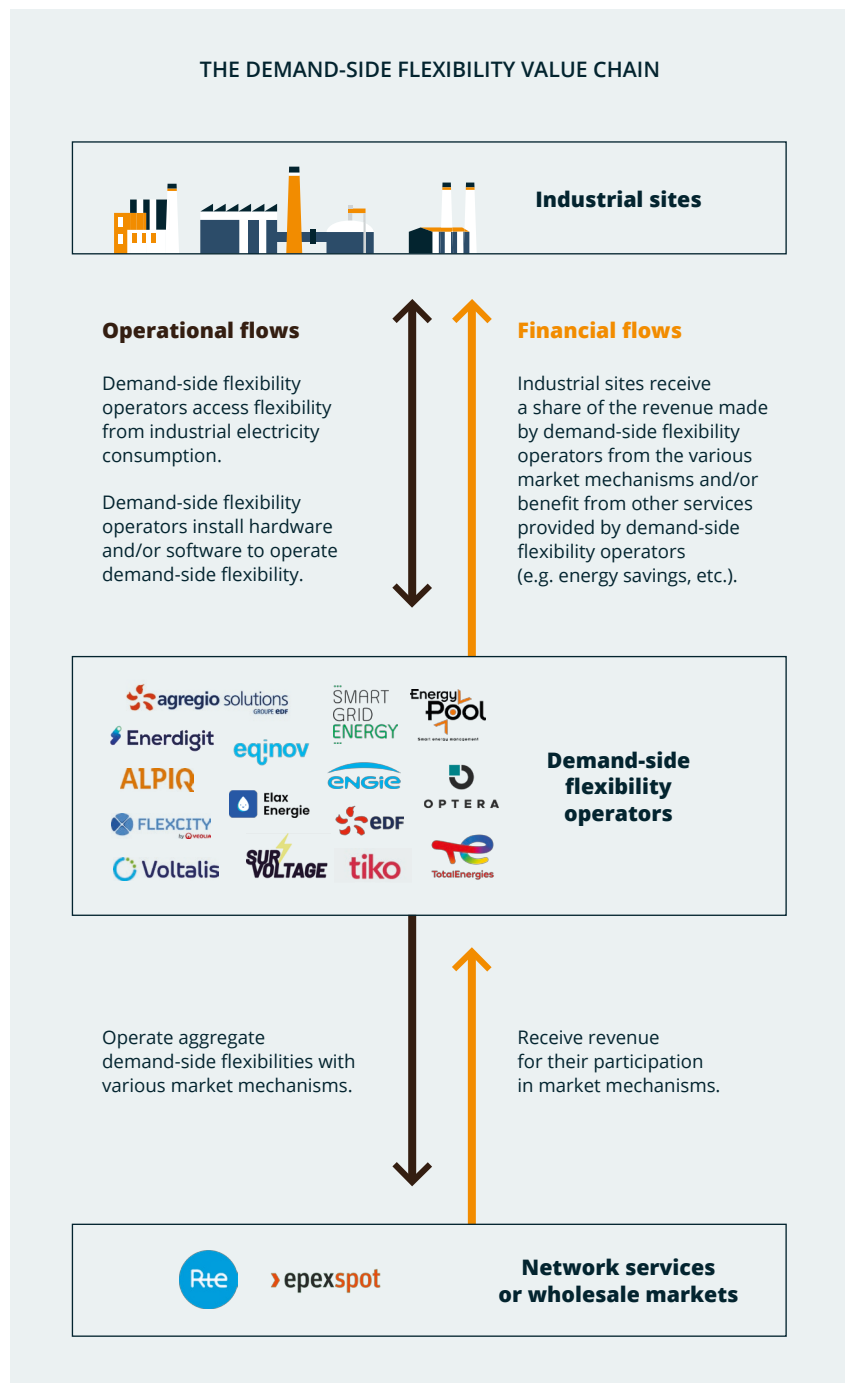 THE DEMAND-SIDE FLEXIBILITY VALUE CHAIN
Industrial sites
Operational flows
Demand-side flexibility
operators access flexibility
from industrial electricity
consumption.
Demand-side flexibility
operators install hardware
and/or software to operate
demand-side flexibility.
Financial flows
Industrial sites receive
a share of the revenue made
by demand-side flexibility
operators from the various
market mechanisms and/or
benefit from other services
provided by demand-side
flexibility operators
(e.g. energy savings, etc.).
agregio solutions
GROUPE EDF
SMART
GRID
ENERGY
Energy
Pool
Smart energy management
Enerdigit
eqinov
ALPIQ
ENGIE
OPTERA
Elax
Energie
FLEXCITY
by VEOLIA
EDF
Voltalis
SUR
VOLTAGE
tiko
TotalEnergies
Demand-side
flexibility
operators
Operate aggregate
demand-side flexibilities with
various market mechanisms.
Receive revenue
for their participation
in market mechanisms.
Rte
epexspot
Network services
or wholesale markets